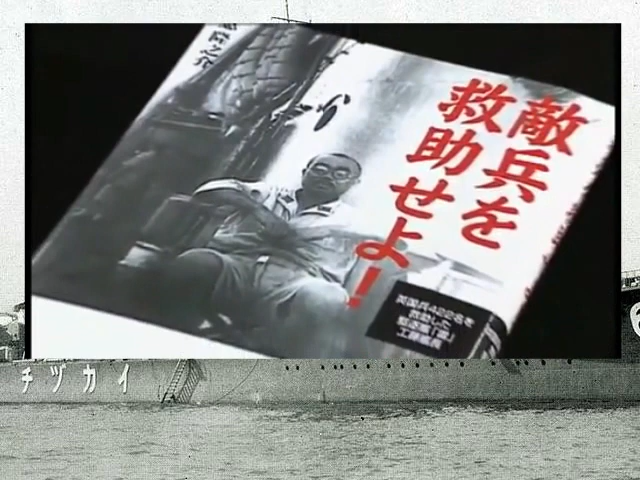 敵兵を
救助せよ！
英国兵422名を
救助した
駆逐艦「雷」
工藤艦長
イカヅチ